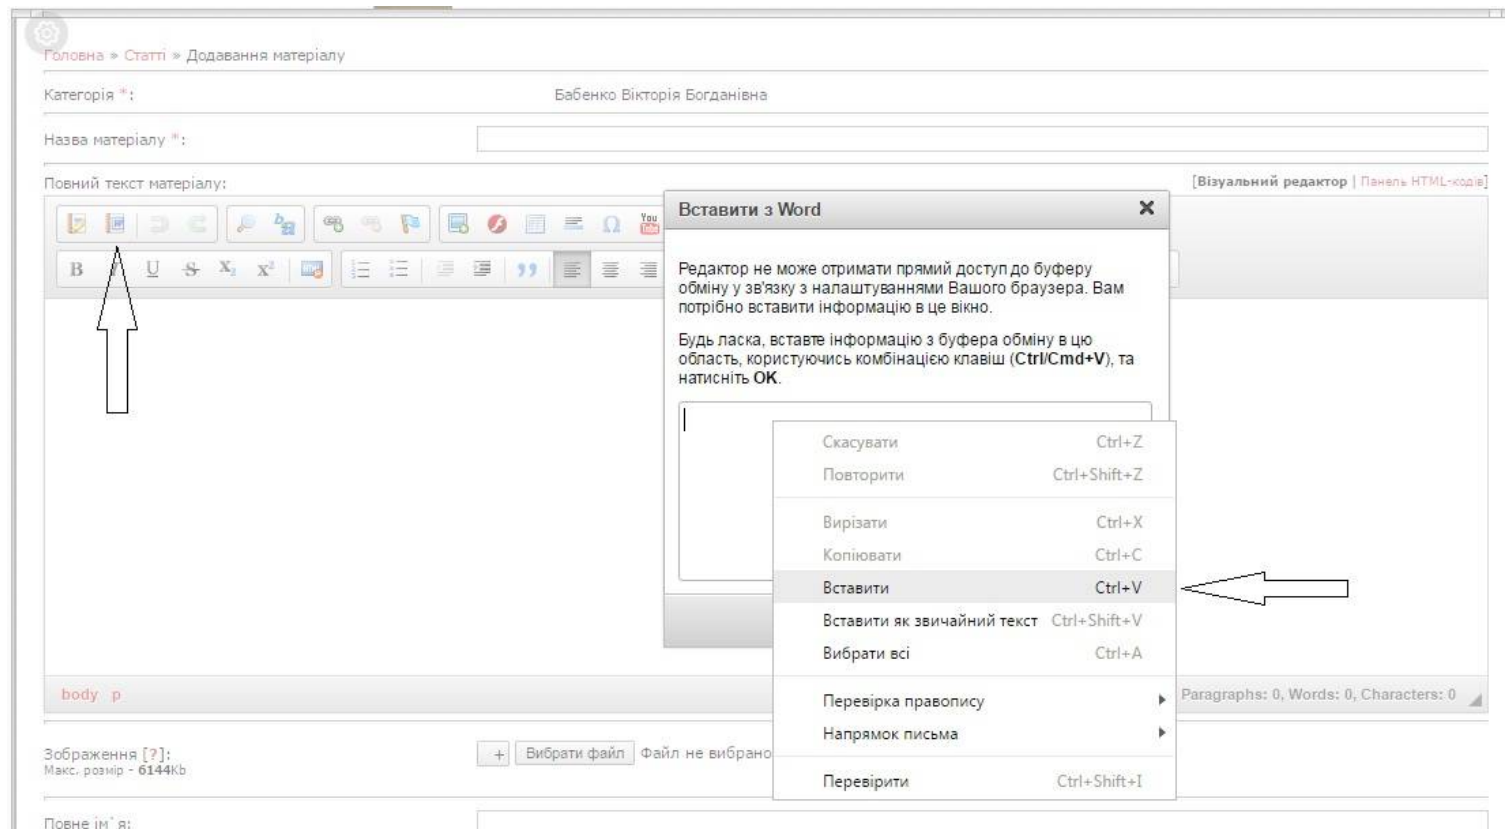 Головна » Статті » Додавання матеріалу
Категорія *:
Бабенко Вікторія Богданівна
Назва матеріалу *:
Повний текст матеріалу:
[Візуальний редактор | Панель HTML-кодів]
You
Tube
B I U S X₂ X²
Вставити з Word
Редактор не може отримати прямий доступ до буферу
обміну у зв'язку з налаштуваннями Вашого браузера. Вам
потрібно вставити інформацію в це вікно.
Будь ласка, вставте інформацію з буфера обміну в цю
область, користуючись комбінацією клавіш (Ctrl/Cmd+V), та
натисніть OK.
Скасувати Ctrl+Z
Повторити Ctrl+Shift+Z
Вирізати Ctrl+X
Копіювати Ctrl+C
Вставити Ctrl+V
Вставити як звичайний текст Ctrl+Shift+V
Вибрати всі Ctrl+A
Перевірка правопису
Напрямок письма
Перевірити Ctrl+Shift+I
body p
Paragraphs: 0, Words: 0, Characters: 0
Зображення [?]:
Макс. розмір - 6144Kb
+ Вибрати файл Файл не вибрано
Повне ім`я: